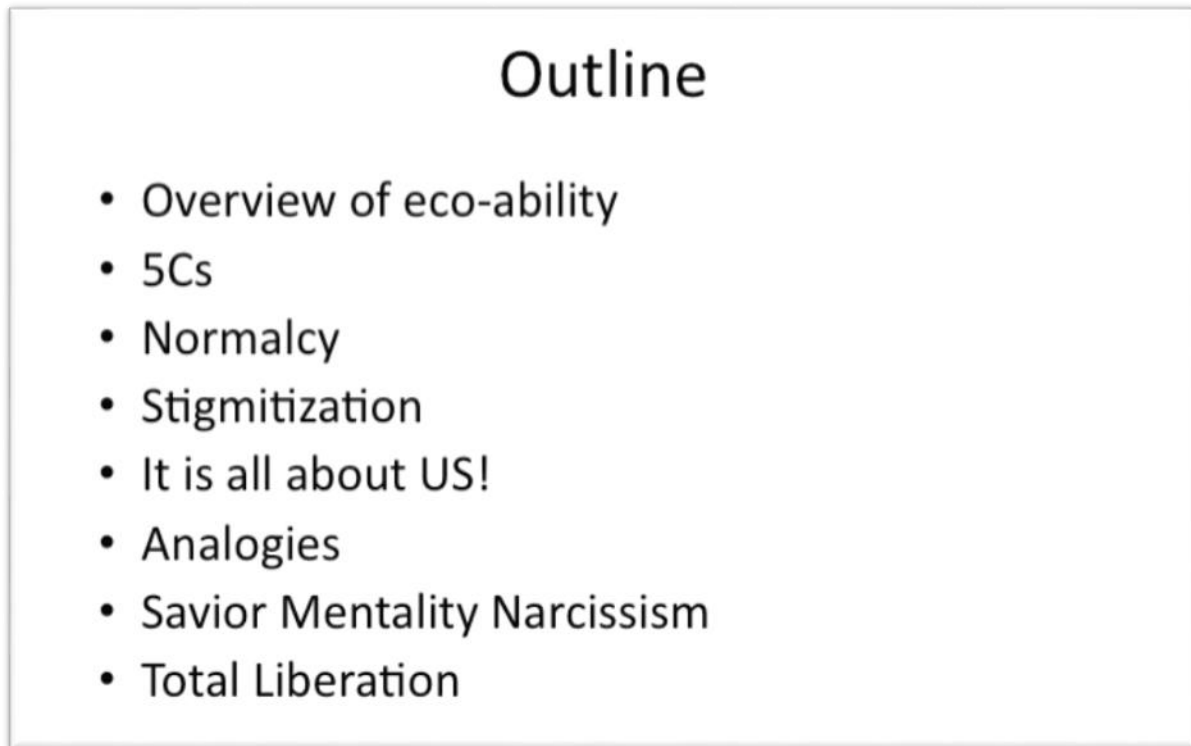 Outline
• Overview of eco-ability
• 5Cs
• Normalcy
• Stigmitization
• It is all about US!
• Analogies
• Savior Mentality Narcissism
• Total Liberation